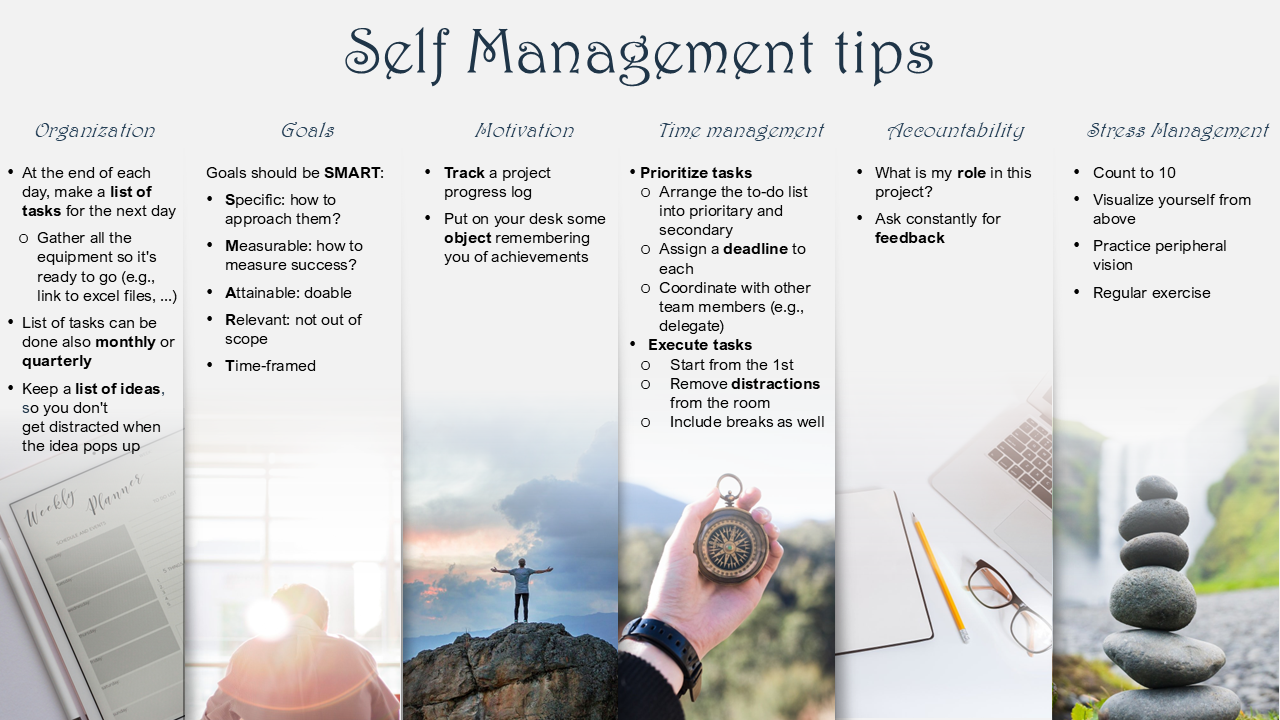 Self Management tips
Organization
• At the end of each
day, make a list of
tasks for the next day
o Gather all the
equipment so it's
ready to go (e.g.,
link to excel files, ...)
• List of tasks can be
done also monthly or
quarterly
• Keep a list of ideas,
so you don't
get distracted when
the idea pops up
Weekly Planner
Goals
Goals should be SMART:
• Specific: how to
approach them?
• Measurable: how to
measure success?
• Attainable: doable
• Relevant: not out of
scope
• Time-framed
Motivation
• Track a project
progress log
• Put on your desk some
object remembering
you of achievements
Time management
• Prioritize tasks
o Arrange the to-do list
into prioritary and
secondary
o Assign a deadline to
each
o Coordinate with other
team members (e.g.,
delegate)
• Execute tasks
o Start from the 1st
o Remove distractions
from the room
o Include breaks as well
Accountability
• What is my role in this
project?
• Ask constantly for
feedback
Stress Management
• Count to 10
• Visualize yourself from
above
• Practice peripheral
vision
• Regular exercise